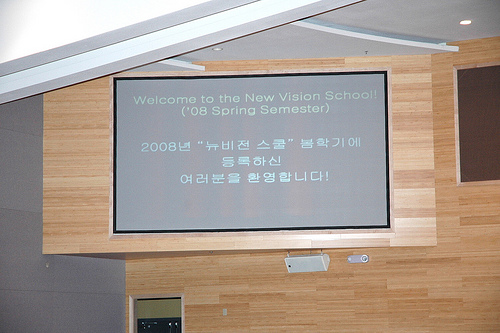 Welcome to the New Vision School!
('08 Spring Semester)
2008년 “뉴비전 스쿨” 봄학기에
등록하신
여러분을 환영합니다!